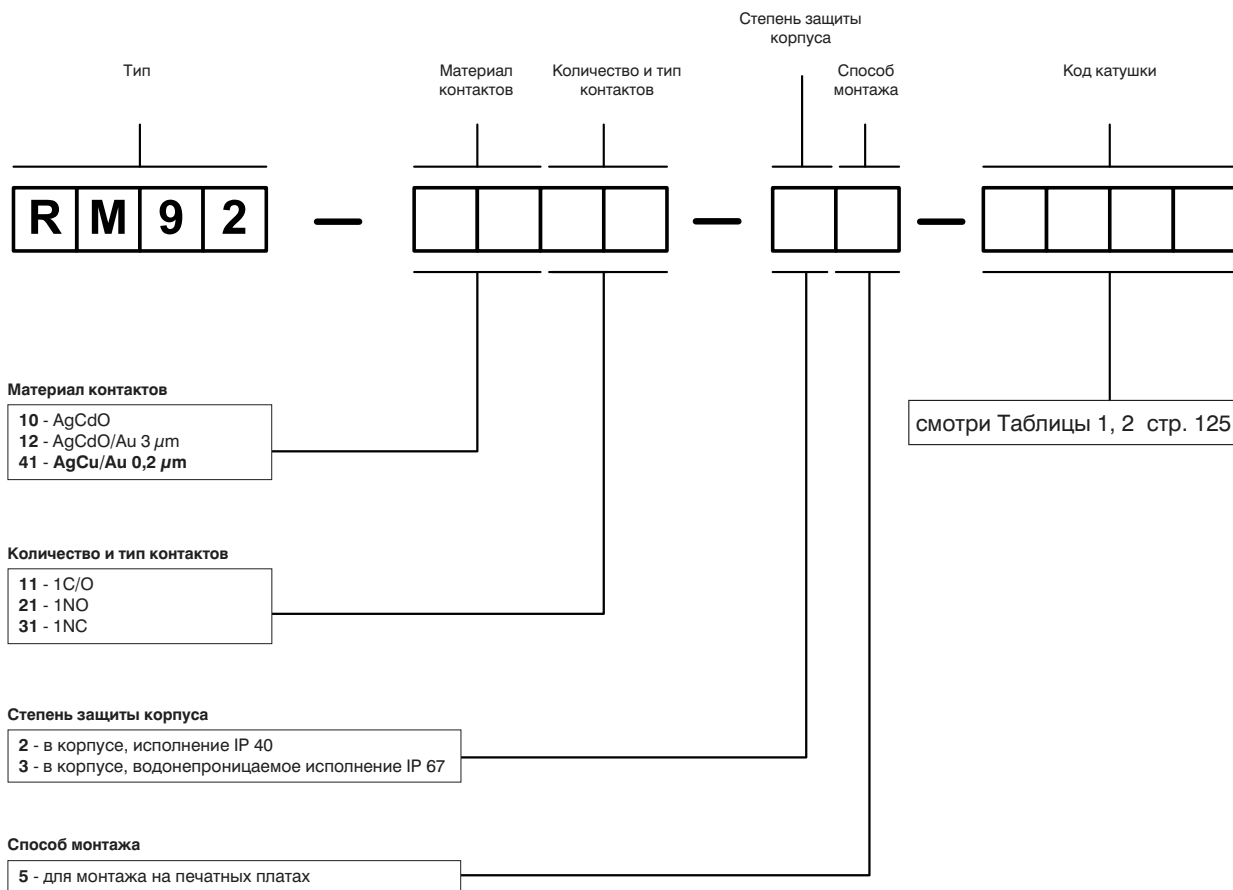 Степень защиты
корпуса
Тип
Материал
контактов
Количество и тип
контактов
Способ
монтажа
Код катушки
RM92 — — —
Материал контактов
10 - AgCdO
12 - AgCdO/Au 3 µm
41 - AgCu/Au 0,2 µm
смотри Таблицы 1, 2 стр. 125
Количество и тип контактов
11 - 1C/O
21 - 1NO
31 - 1NC
Степень защиты корпуса
2 - в корпусе, исполнение IP 40
3 - в корпусе, водонепроницаемое исполнение IP 67
Способ монтажа
5 - для монтажа на печатных платах